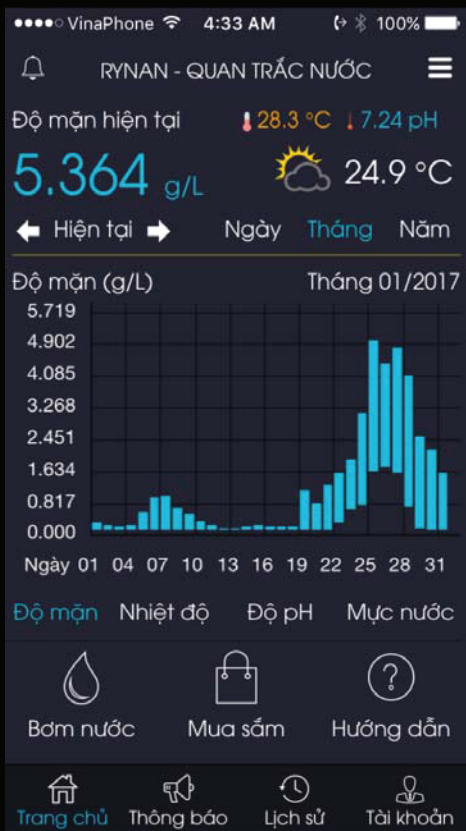 VinaPhone 4:33 AM 100%
RYNAN - QUAN TRẮC NƯỚC
Độ mặn hiện tại 28.3 °C 7.24 pH
5.364 g/L 24.9 °C
Hiện tại Ngày Tháng Năm
Độ mặn (g/L) Tháng 01/2017
5.719
4.902
4.085
3.268
2.451
1.634
0.817
0.000
Ngày 01 04 07 10 13 16 19 22 25 28 31
Độ mặn Nhiệt độ Độ pH Mực nước
Bơm nước Mua sắm Hướng dẫn
Trang chủ Thông báo Lịch sử Tài khoản